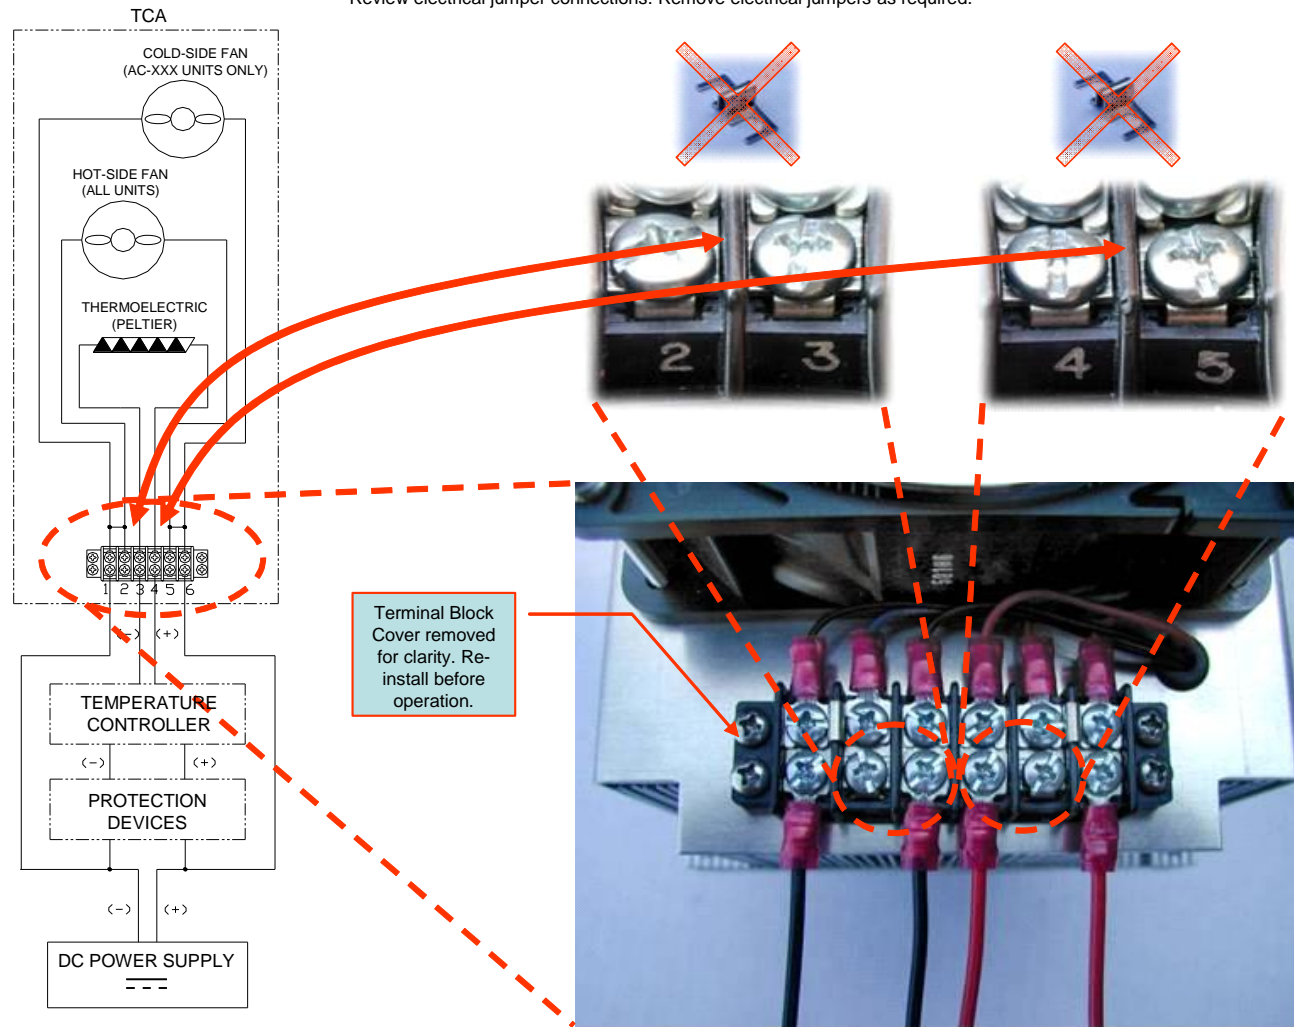 Review electrical jumper connections. Remove electrical jumpers as required.
TCA
COLD-SIDE FAN
(AC-XXX UNITS ONLY)
HOT-SIDE FAN
(ALL UNITS)
THERMOELECTRIC
(PELTIER)
2 3
4 5
1 2 3 4 5 6
(-) (+)
TEMPERATURE
CONTROLLER
(-) (+)
PROTECTION
DEVICES
(-) (+)
DC POWER SUPPLY
Terminal Block
Cover removed
for clarity. Re-
install before
operation.